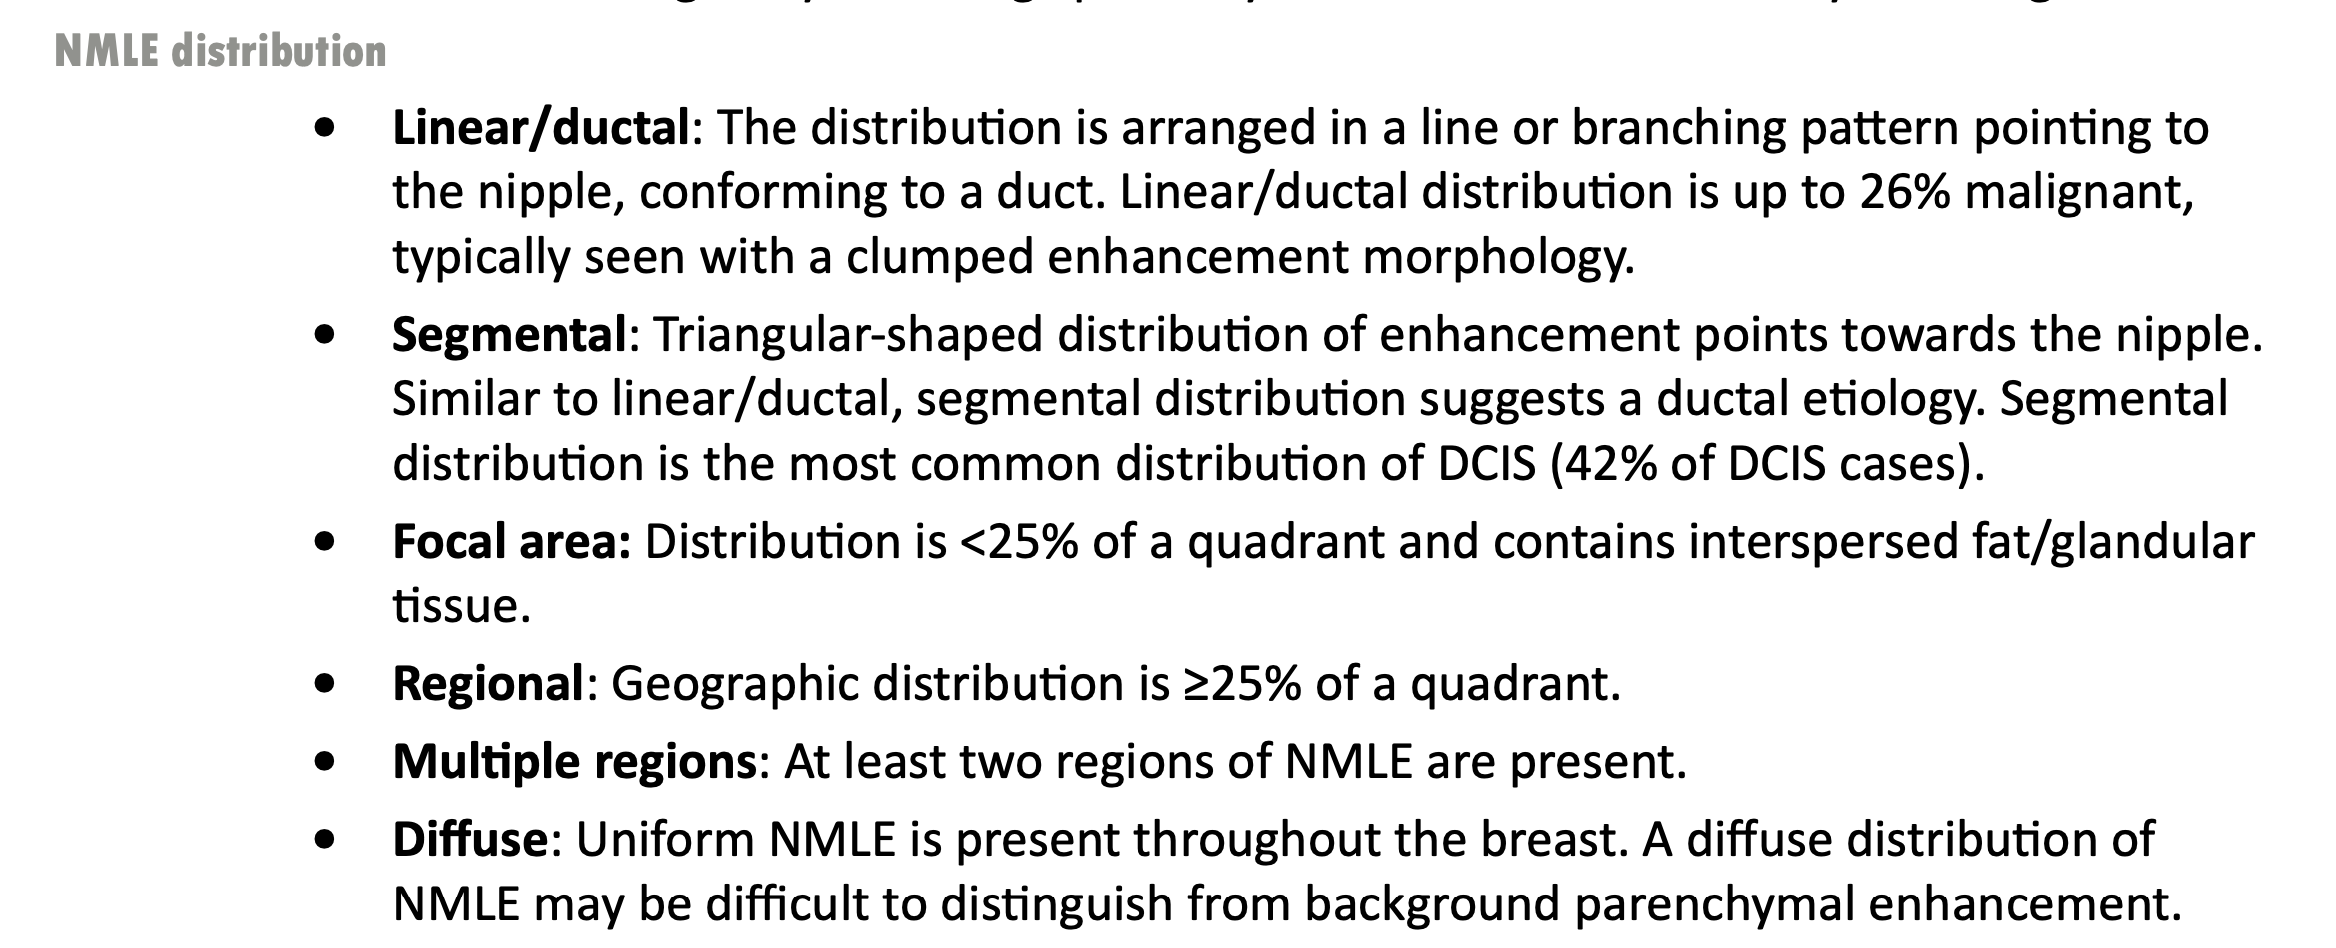 NMLE distribution
• Linear/ductal: The distribution is arranged in a line or branching pattern pointing to
the nipple, conforming to a duct. Linear/ductal distribution is up to 26% malignant,
typically seen with a clumped enhancement morphology.
• Segmental: Triangular-shaped distribution of enhancement points towards the nipple.
Similar to linear/ductal, segmental distribution suggests a ductal etiology. Segmental
distribution is the most common distribution of DCIS (42% of DCIS cases).
• Focal area: Distribution is <25% of a quadrant and contains interspersed fat/glandular
tissue.
• Regional: Geographic distribution is ≥25% of a quadrant.
• Multiple regions: At least two regions of NMLE are present.
• Diffuse: Uniform NMLE is present throughout the breast. A diffuse distribution of
NMLE may be difficult to distinguish from background parenchymal enhancement.